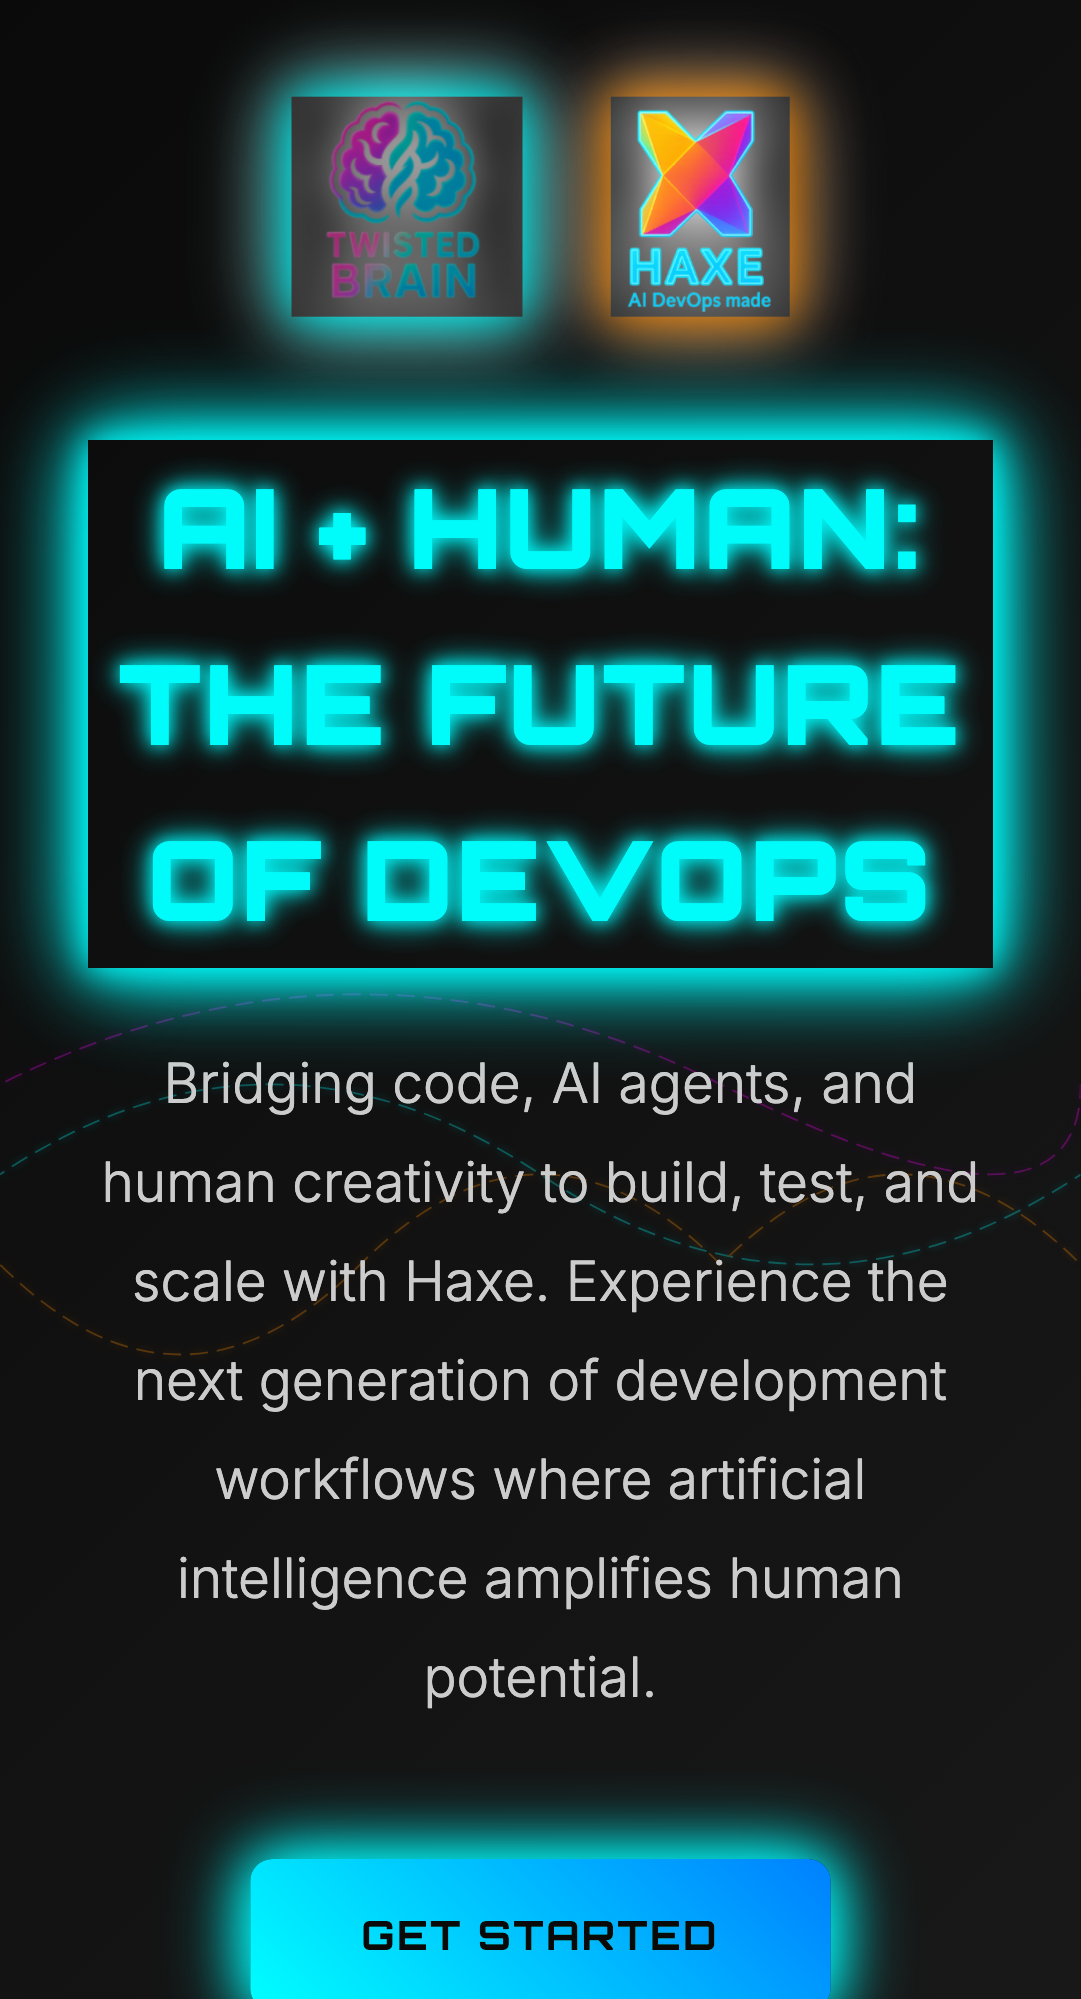 TWISTED
BRAIN
HAXE
AI DevOps made
AI + HUMAN:
THE FUTURE
OF DEVOPS
Bridging code, AI agents, and
human creativity to build, test, and
scale with Haxe. Experience the
next generation of development
workflows where artificial
intelligence amplifies human
potential.
GET STARTED